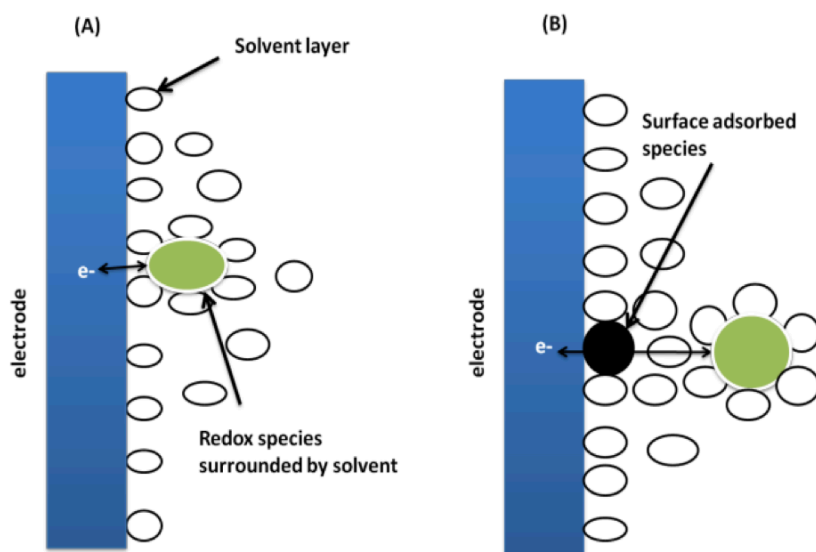 (A)
Solvent layer
e-
electrode
Redox species
surrounded by solvent
(B)
Surface adsorbed
species
e-
electrode